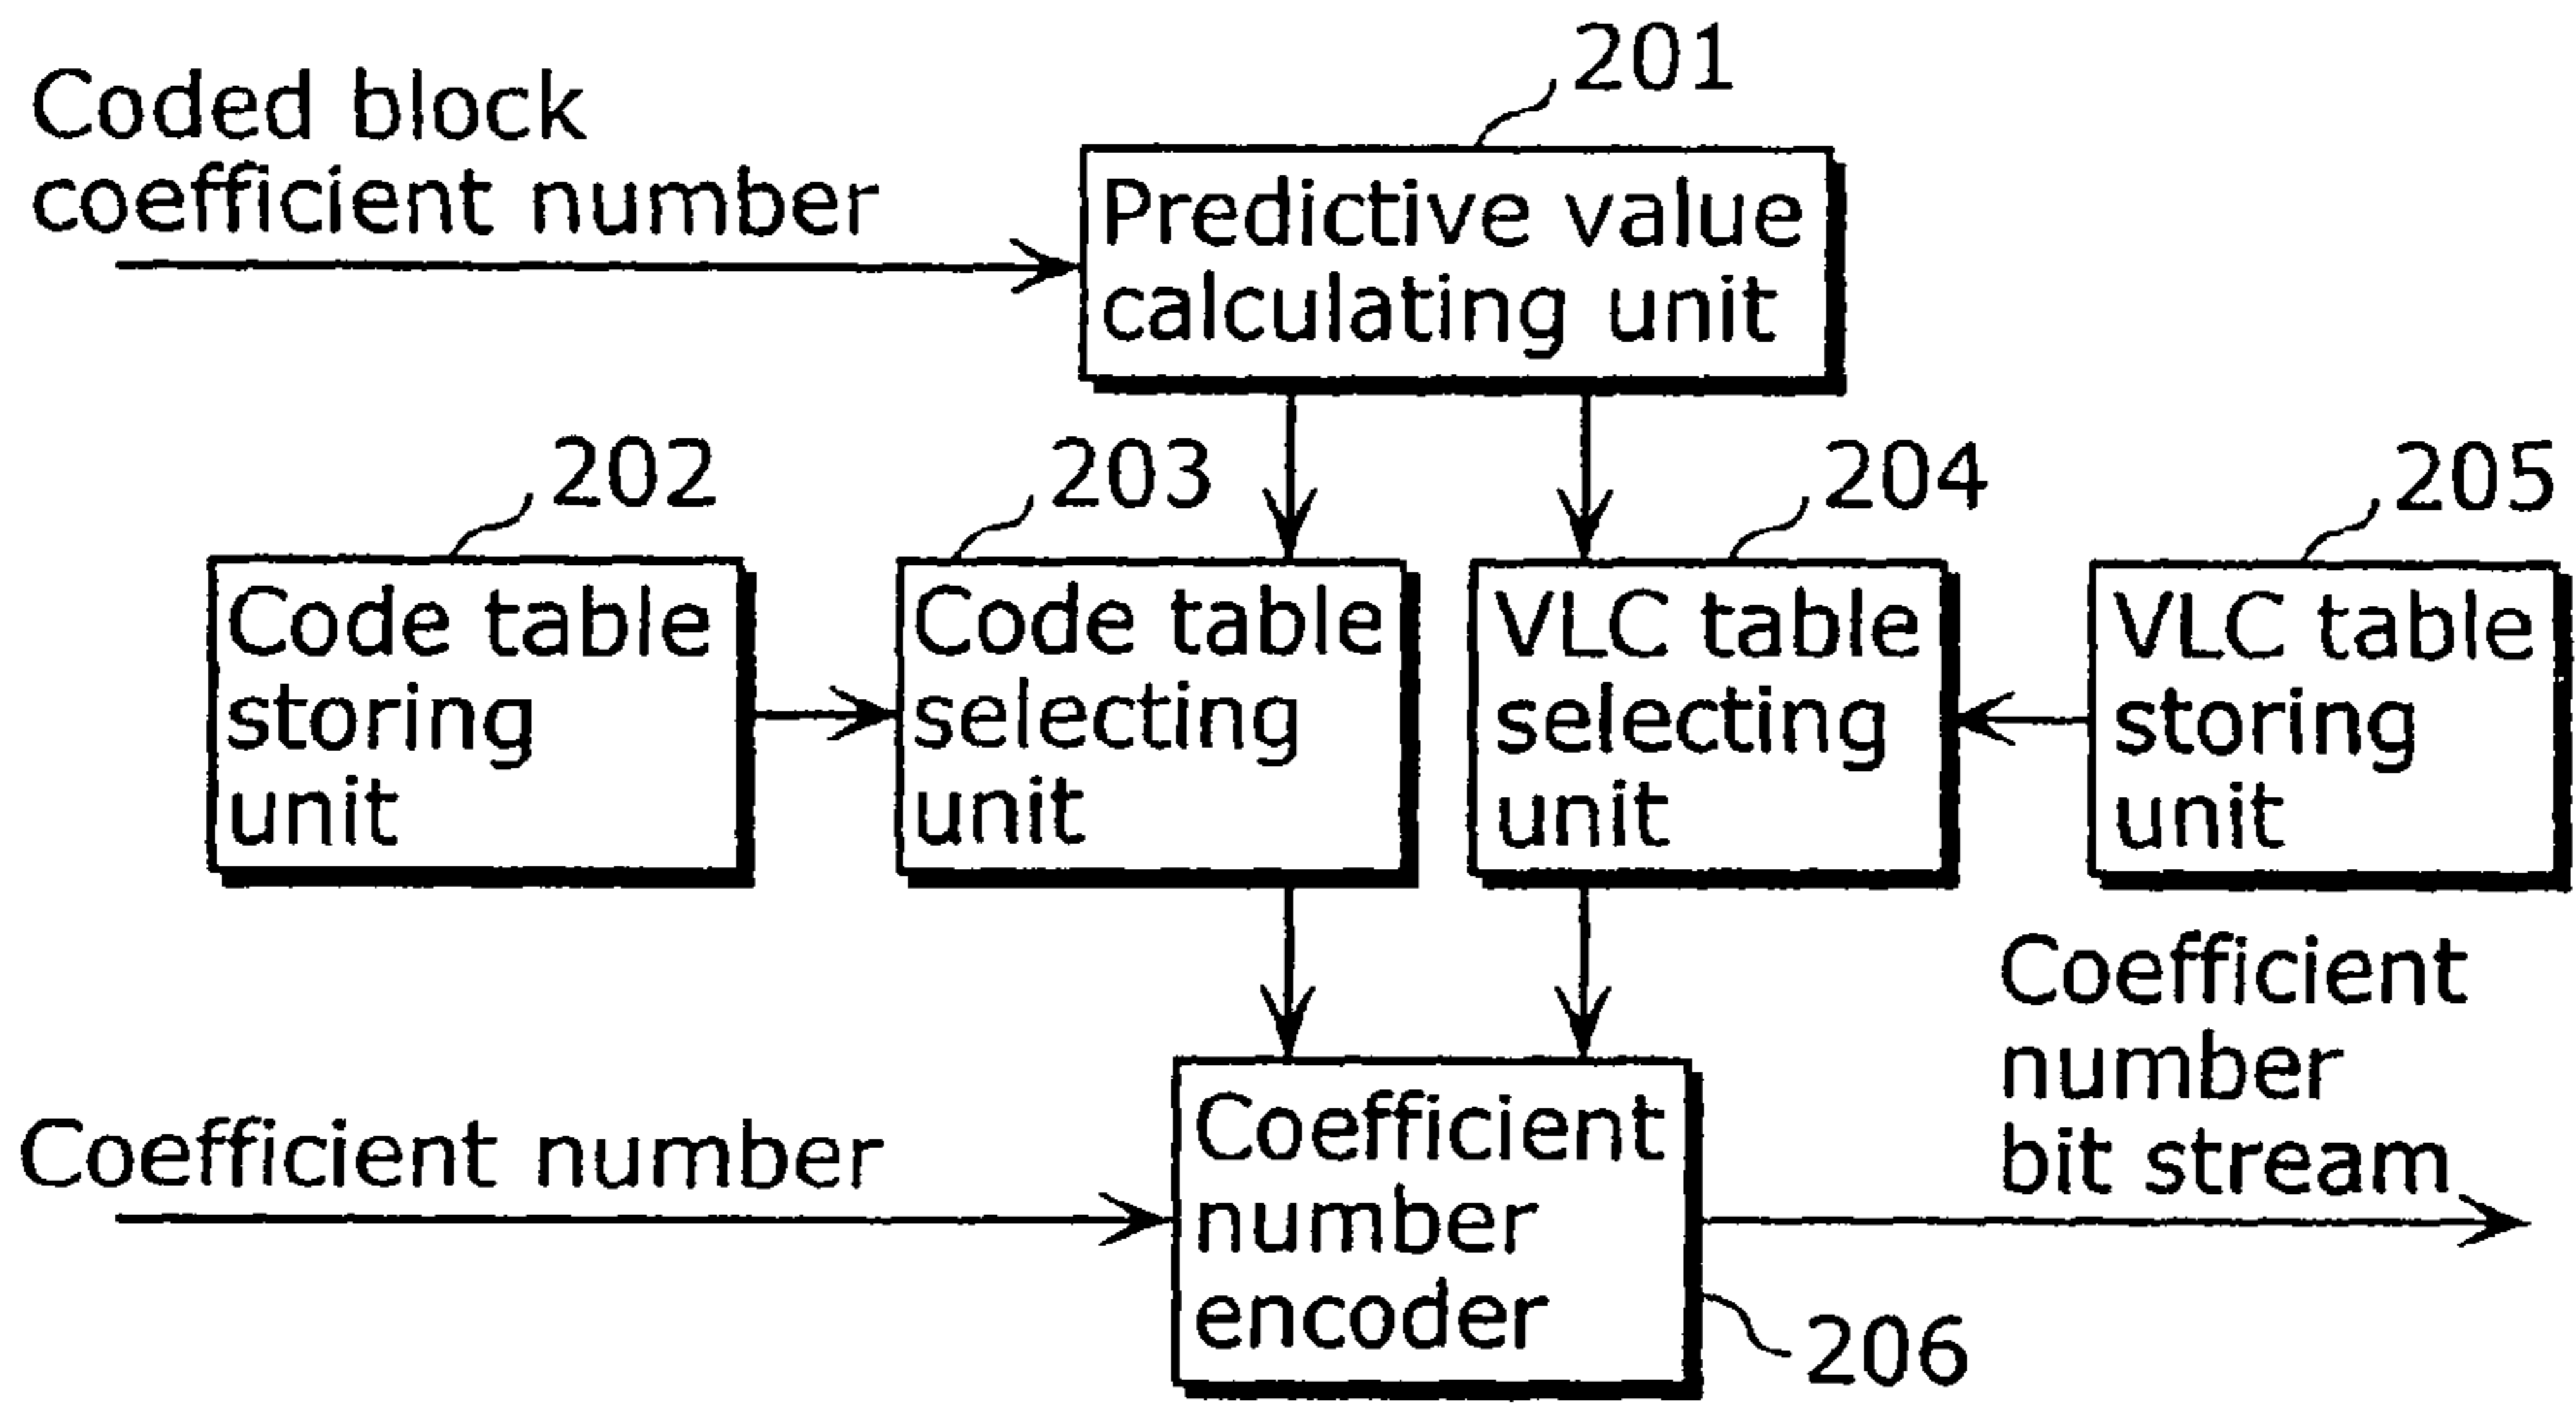 201
Coded block
coefficient number
Predictive value
calculating unit
202
203
204
205
Code table
storing
unit
Code table
selecting
unit
VLC table
selecting
unit
VLC table
storing
unit
Coefficient
number
bit stream
Coefficient number
Coefficient
number
encoder
206